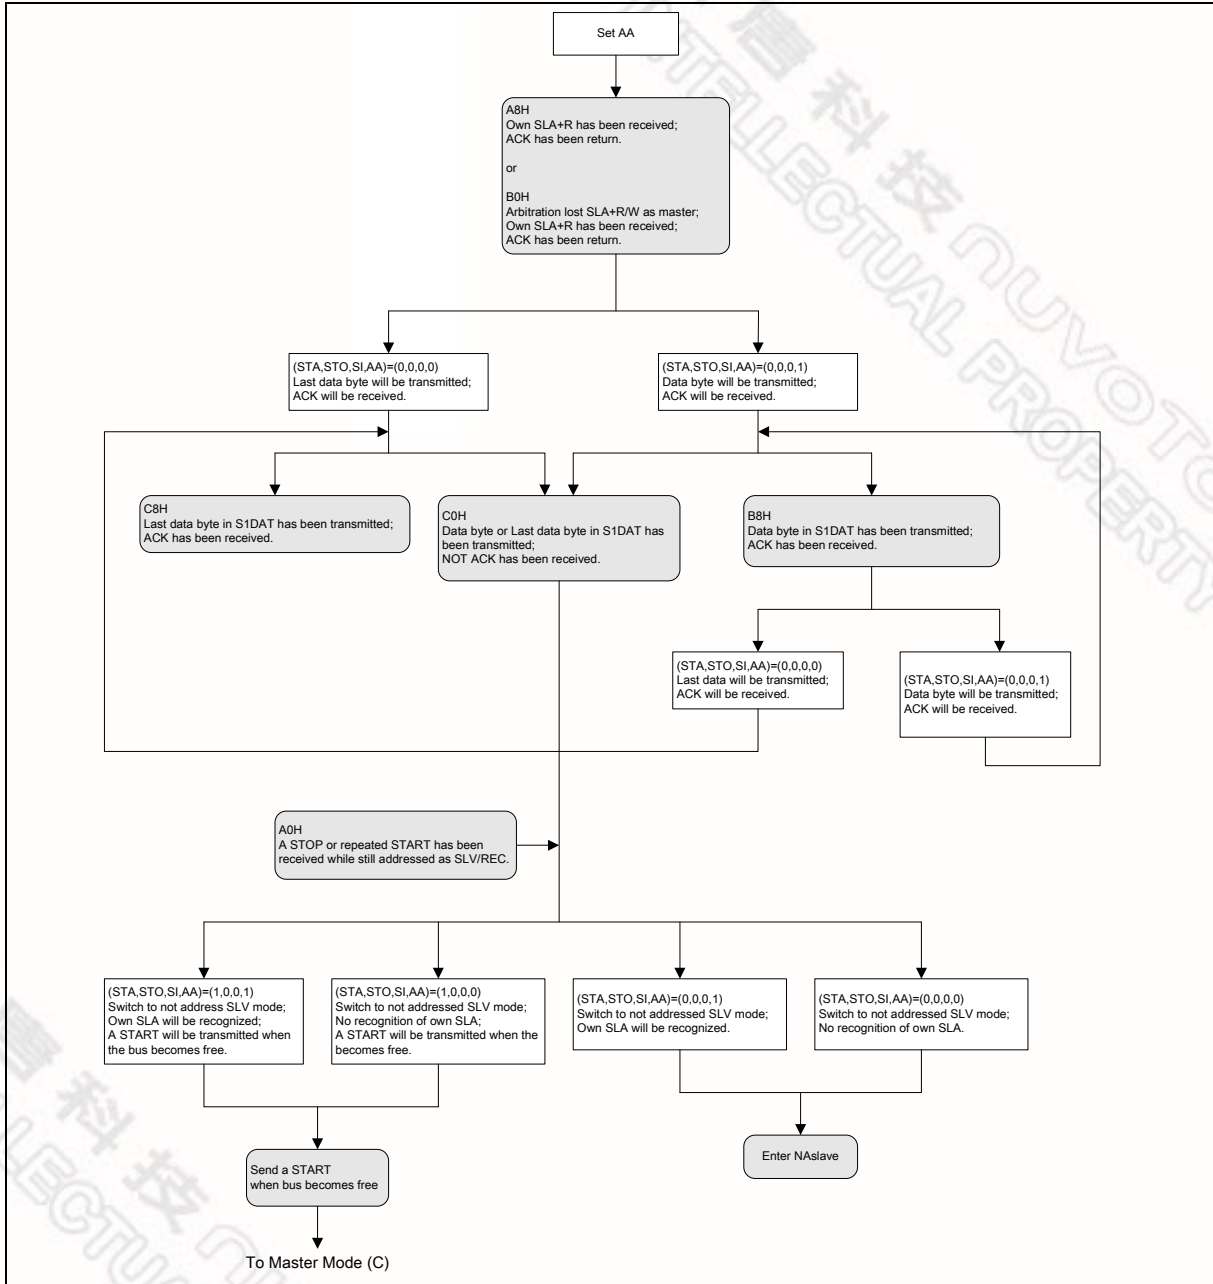 Set AA
A8H
Own SLA+R has been received;
ACK has been return.
or
B0H
Arbitration lost SLA+R/W as master;
Own SLA+R has been received;
ACK has been return.
(STA,STO,SI,AA)=(0,0,0,0)
Last data byte will be transmitted;
ACK will be received.
(STA,STO,SI,AA)=(0,0,0,1)
Data byte will be transmitted;
ACK will be received.
C8H
Last data byte in S1DAT has been transmitted;
ACK has been received.
C0H
Data byte or Last data byte in S1DAT has
been transmitted;
NOT ACK has been received.
B8H
Data byte in S1DAT has been transmitted;
ACK has been received.
(STA,STO,SI,AA)=(0,0,0,0)
Last data will be transmitted;
ACK will be received.
(STA,STO,SI,AA)=(0,0,0,1)
Data byte will be transmitted;
ACK will be received.
A0H
A STOP or repeated START has been
received while still addressed as SLV/REC.
(STA,STO,SI,AA)=(1,0,0,1)
Switch to not address SLV mode;
Own SLA will be recognized;
A START will be transmitted when
the bus becomes free.
(STA,STO,SI,AA)=(1,0,0,0)
Switch to not addressed SLV mode;
No recognition of own SLA;
A START will be transmitted when the
becomes free.
(STA,STO,SI,AA)=(0,0,0,1)
Switch to not addressed SLV mode;
Own SLA will be recognized.
(STA,STO,SI,AA)=(0,0,0,0)
Switch to not addressed SLV mode;
No recognition of own SLA.
Send a START
when bus becomes free
Enter NAslave
To Master Mode (C)
科技 nuvoTo
PROPERTY
科技